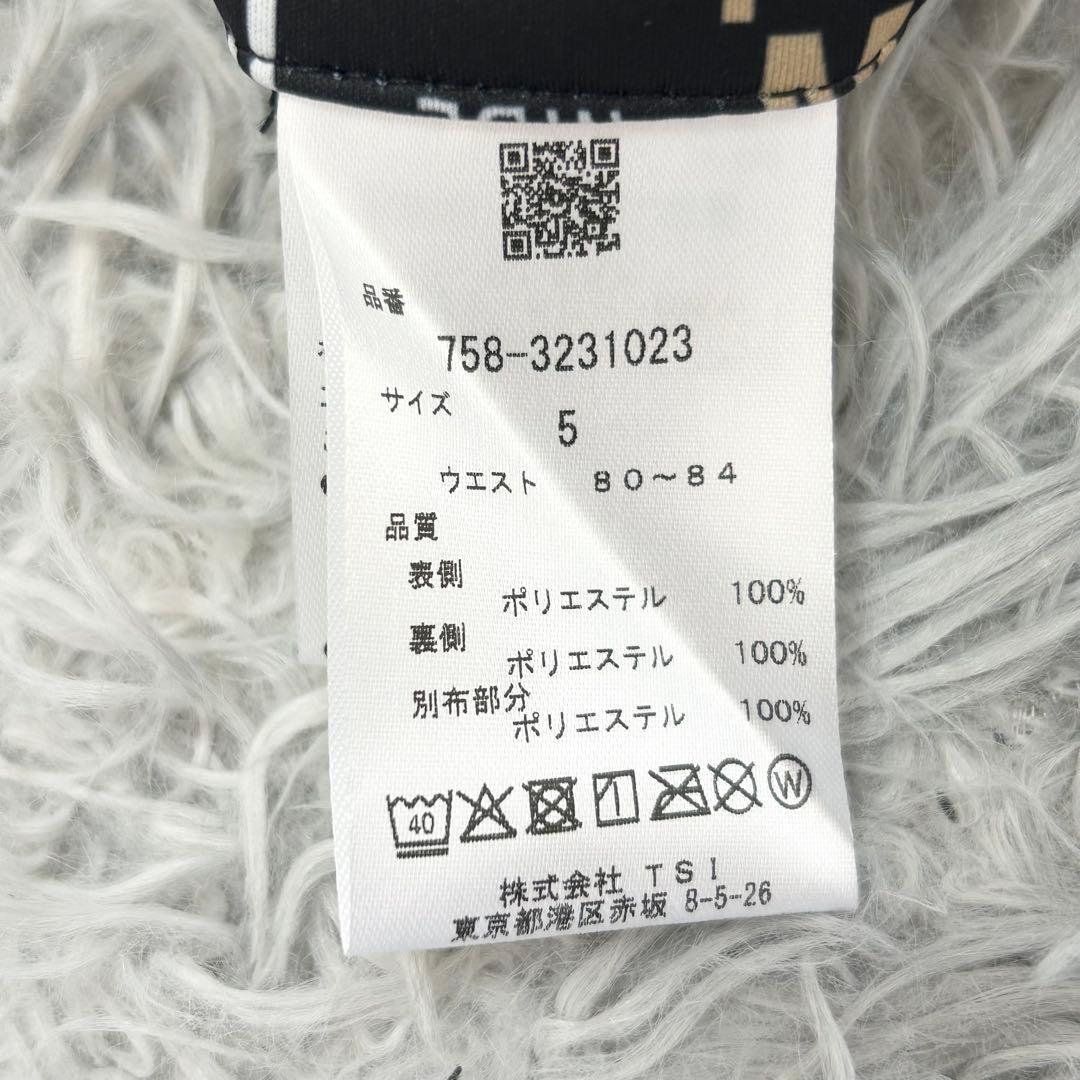 品番
758-3231023
サイズ
5
ウエスト 80~84
品質
表側
ポリエステル 100%
裏側
ポリエステル 100%
別布部分
ポリエステル 100%
40
W
株式会社 TSI
東京都港区赤坂 8-5-26